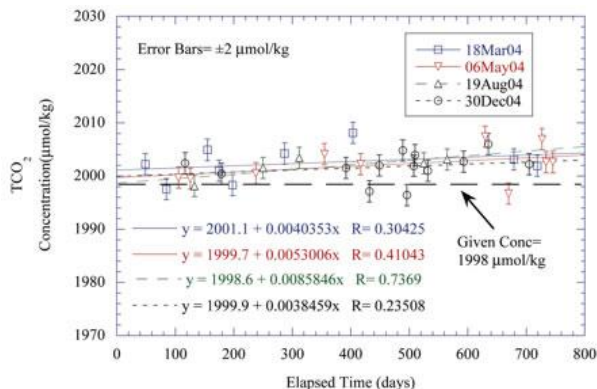 2030
2020
2010
2000
1990
1980
1970
TCO2
Concentration(µmol/kg)
Error Bars= ±2 µmol/kg
18Mar04
06May04
19Aug04
30Dec04
y = 2001.1 + 0.0040353x R= 0.30425
y = 1999.7 + 0.0053006x R= 0.41043
y = 1998.6 + 0.0085846x R= 0.7369
y = 1999.9 + 0.0038459x R= 0.23508
Given Conc=
1998 µmol/kg
0 100 200 300 400 500 600 700 800
Elapsed Time (days)